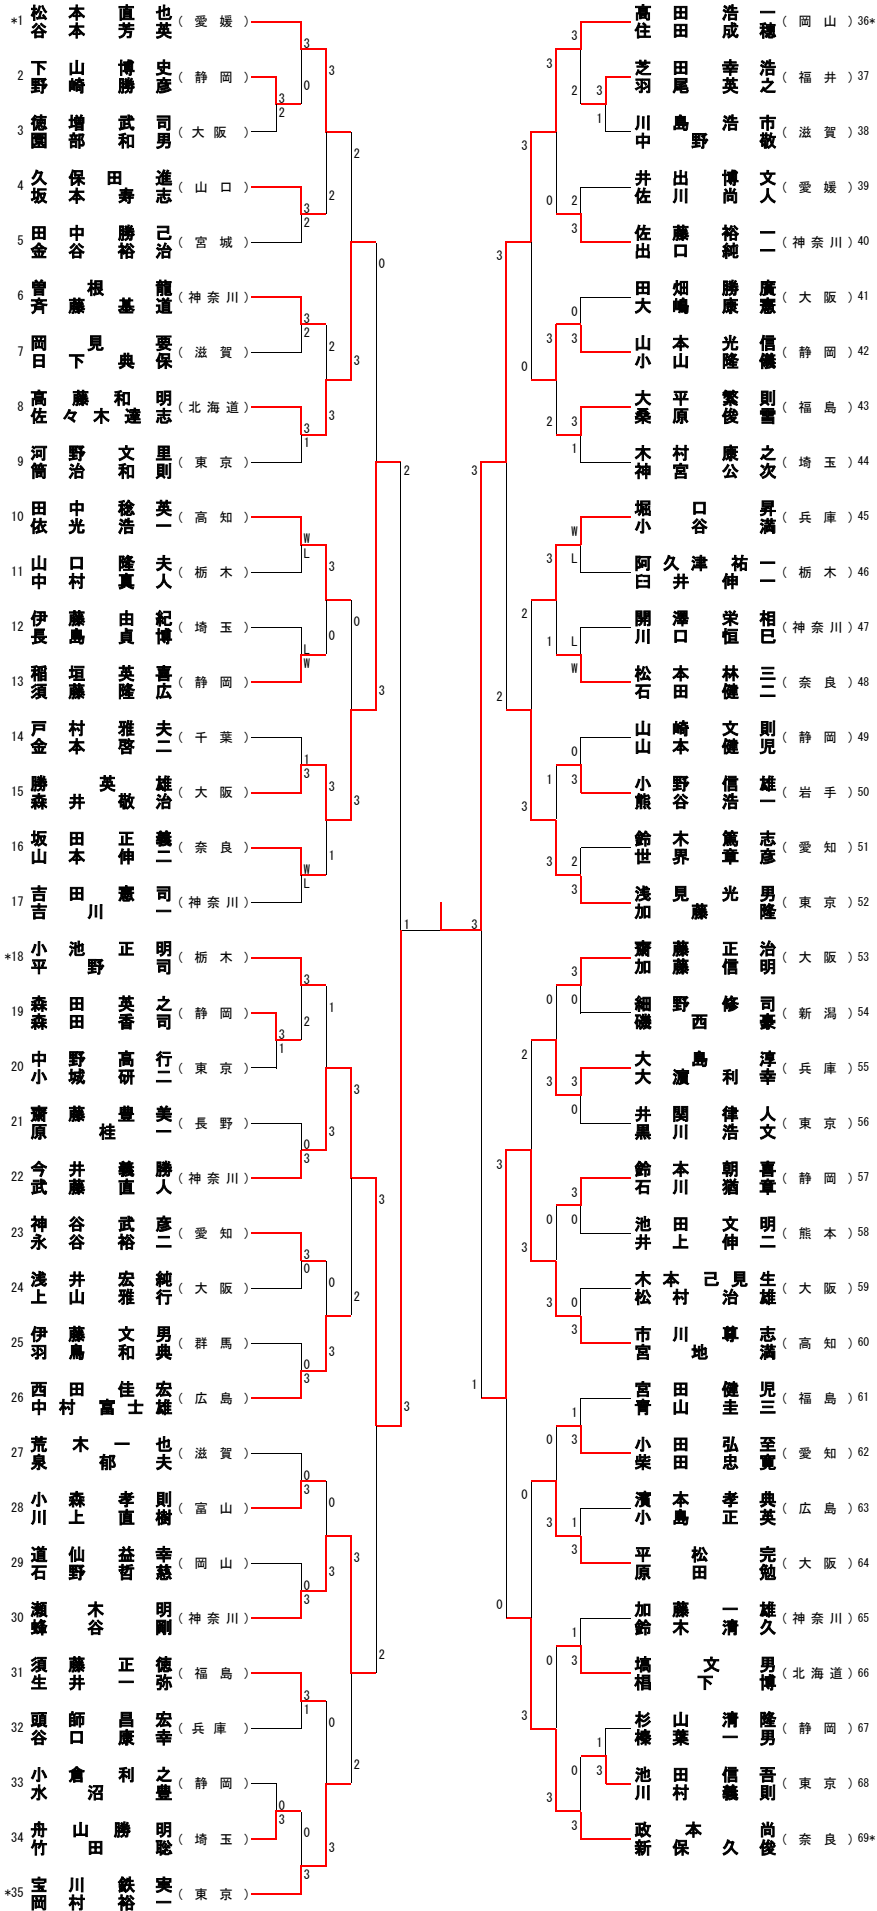 *1 松本直也 (愛媛)
谷本芳英
2 下山博史 (静岡)
野崎勝彦
3 徳増武司 (大阪)
園部和男
4 久保田進 (山口)
坂本寿志
5 田中勝己 (宮城)
金谷裕治
6 曽根龍 (神奈川)
斉藤基道
7 岡見要 (滋賀)
日下典保
8 高藤和明 (北海道)
佐々木達志
9 河野文里 (東京)
筒治和則
10 田中稔英 (高知)
依光浩一
11 山口隆夫 (栃木)
中村真人
12 伊藤由紀 (埼玉)
長島貞博
13 稲垣英喜 (静岡)
須藤隆広
14 戸村雅夫 (千葉)
金本啓二
15 勝英雄 (大阪)
森井敬治
16 坂田正義 (奈良)
山本伸二
17 吉田憲司 (神奈川)
吉川一
*18 小池正明 (栃木)
平野司
19 森田英之 (静岡)
森田香司
20 中野高行 (東京)
小城研二
21 齋藤豊美 (長野)
原桂一
22 今井義勝 (神奈川)
武藤直人
23 神谷武彦 (愛知)
永谷裕二
24 浅井宏純 (大阪)
上山雅行
25 伊藤文男 (群馬)
羽鳥和典
26 西田佳宏 (広島)
中村富士雄
27 荒木一也 (滋賀)
泉郁夫
28 小森孝則 (富山)
川上直樹
29 道仙益幸 (岡山)
石野哲慈
30 瀬木明 (神奈川)
蜂谷剛
31 須藤正徳 (福島)
生井一弥
32 頭師昌宏 (兵庫)
谷口康幸
33 小倉利之 (静岡)
水沼豊
34 舟山勝明 (埼玉)
竹田聡
*35 宝川鉄実 (東京)
岡村裕一
高田浩一 (岡山) 36*
住田成穂
芝田幸浩 (福井) 37
羽尾英之
川島浩市 (滋賀) 38
中野敬
井出博文 (愛媛) 39
佐川尚人
佐藤裕一 (神奈川) 40
出口純一
田畑勝廣 (大阪) 41
大嶋康憲
山本光信 (静岡) 42
小山隆儀
大平繁則 (福島) 43
桑原俊雪
木村康之 (埼玉) 44
神宮公次
堀口昇 (兵庫) 45
小谷満
阿久津祐一 (栃木) 46
臼井伸一
開澤栄相 (神奈川) 47
川口恒巳
松本林三 (奈良) 48
石田健二
山崎文則 (静岡) 49
山本健児
小野信雄 (岩手) 50
熊谷浩一
鈴木篤志 (愛知) 51
世界章彦
浅見光男 (東京) 52
加藤隆
齋藤正治 (大阪) 53
加藤信明
細野修司 (新潟) 54
磯西豪
大島淳 (兵庫) 55
大濵利幸
井関律人 (東京) 56
黒川浩文
鈴本朝喜 (静岡) 57
石川猶章
池田文明 (熊本) 58
井上伸二
木本己見生 (大阪) 59
松村治雄
市川尊志 (高知) 60
宮地満
宮田健児 (福島) 61
青山圭三
小田弘至 (愛知) 62
柴田忠寛
濱本孝典 (広島) 63
小島正英
平松完 (大阪) 64
原田勉
加藤一雄 (神奈川) 65
鈴木清久
塙文男 (北海道) 66
椙下博
杉山清隆 (静岡) 67
榛葉一男
池田信吾 (東京) 68
川村義則
政本尚 (奈良) 69*
新保久俊